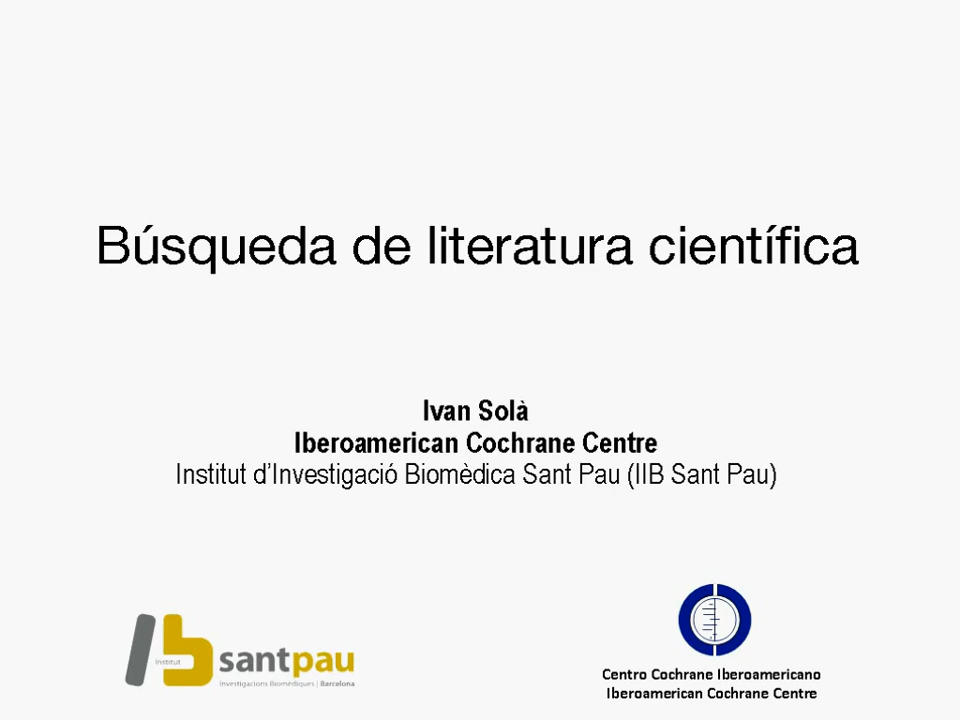 Búsqueda de literatura científica
Ivan Solà
Iberoamerican Cochrane Centre
Institut d’Investigació Biomèdica Sant Pau (IIB Sant Pau)
Institut
santpau
Investigacions Biomèdiques | Barcelona
Centro Cochrane Iberoamericano
Iberoamerican Cochrane Centre